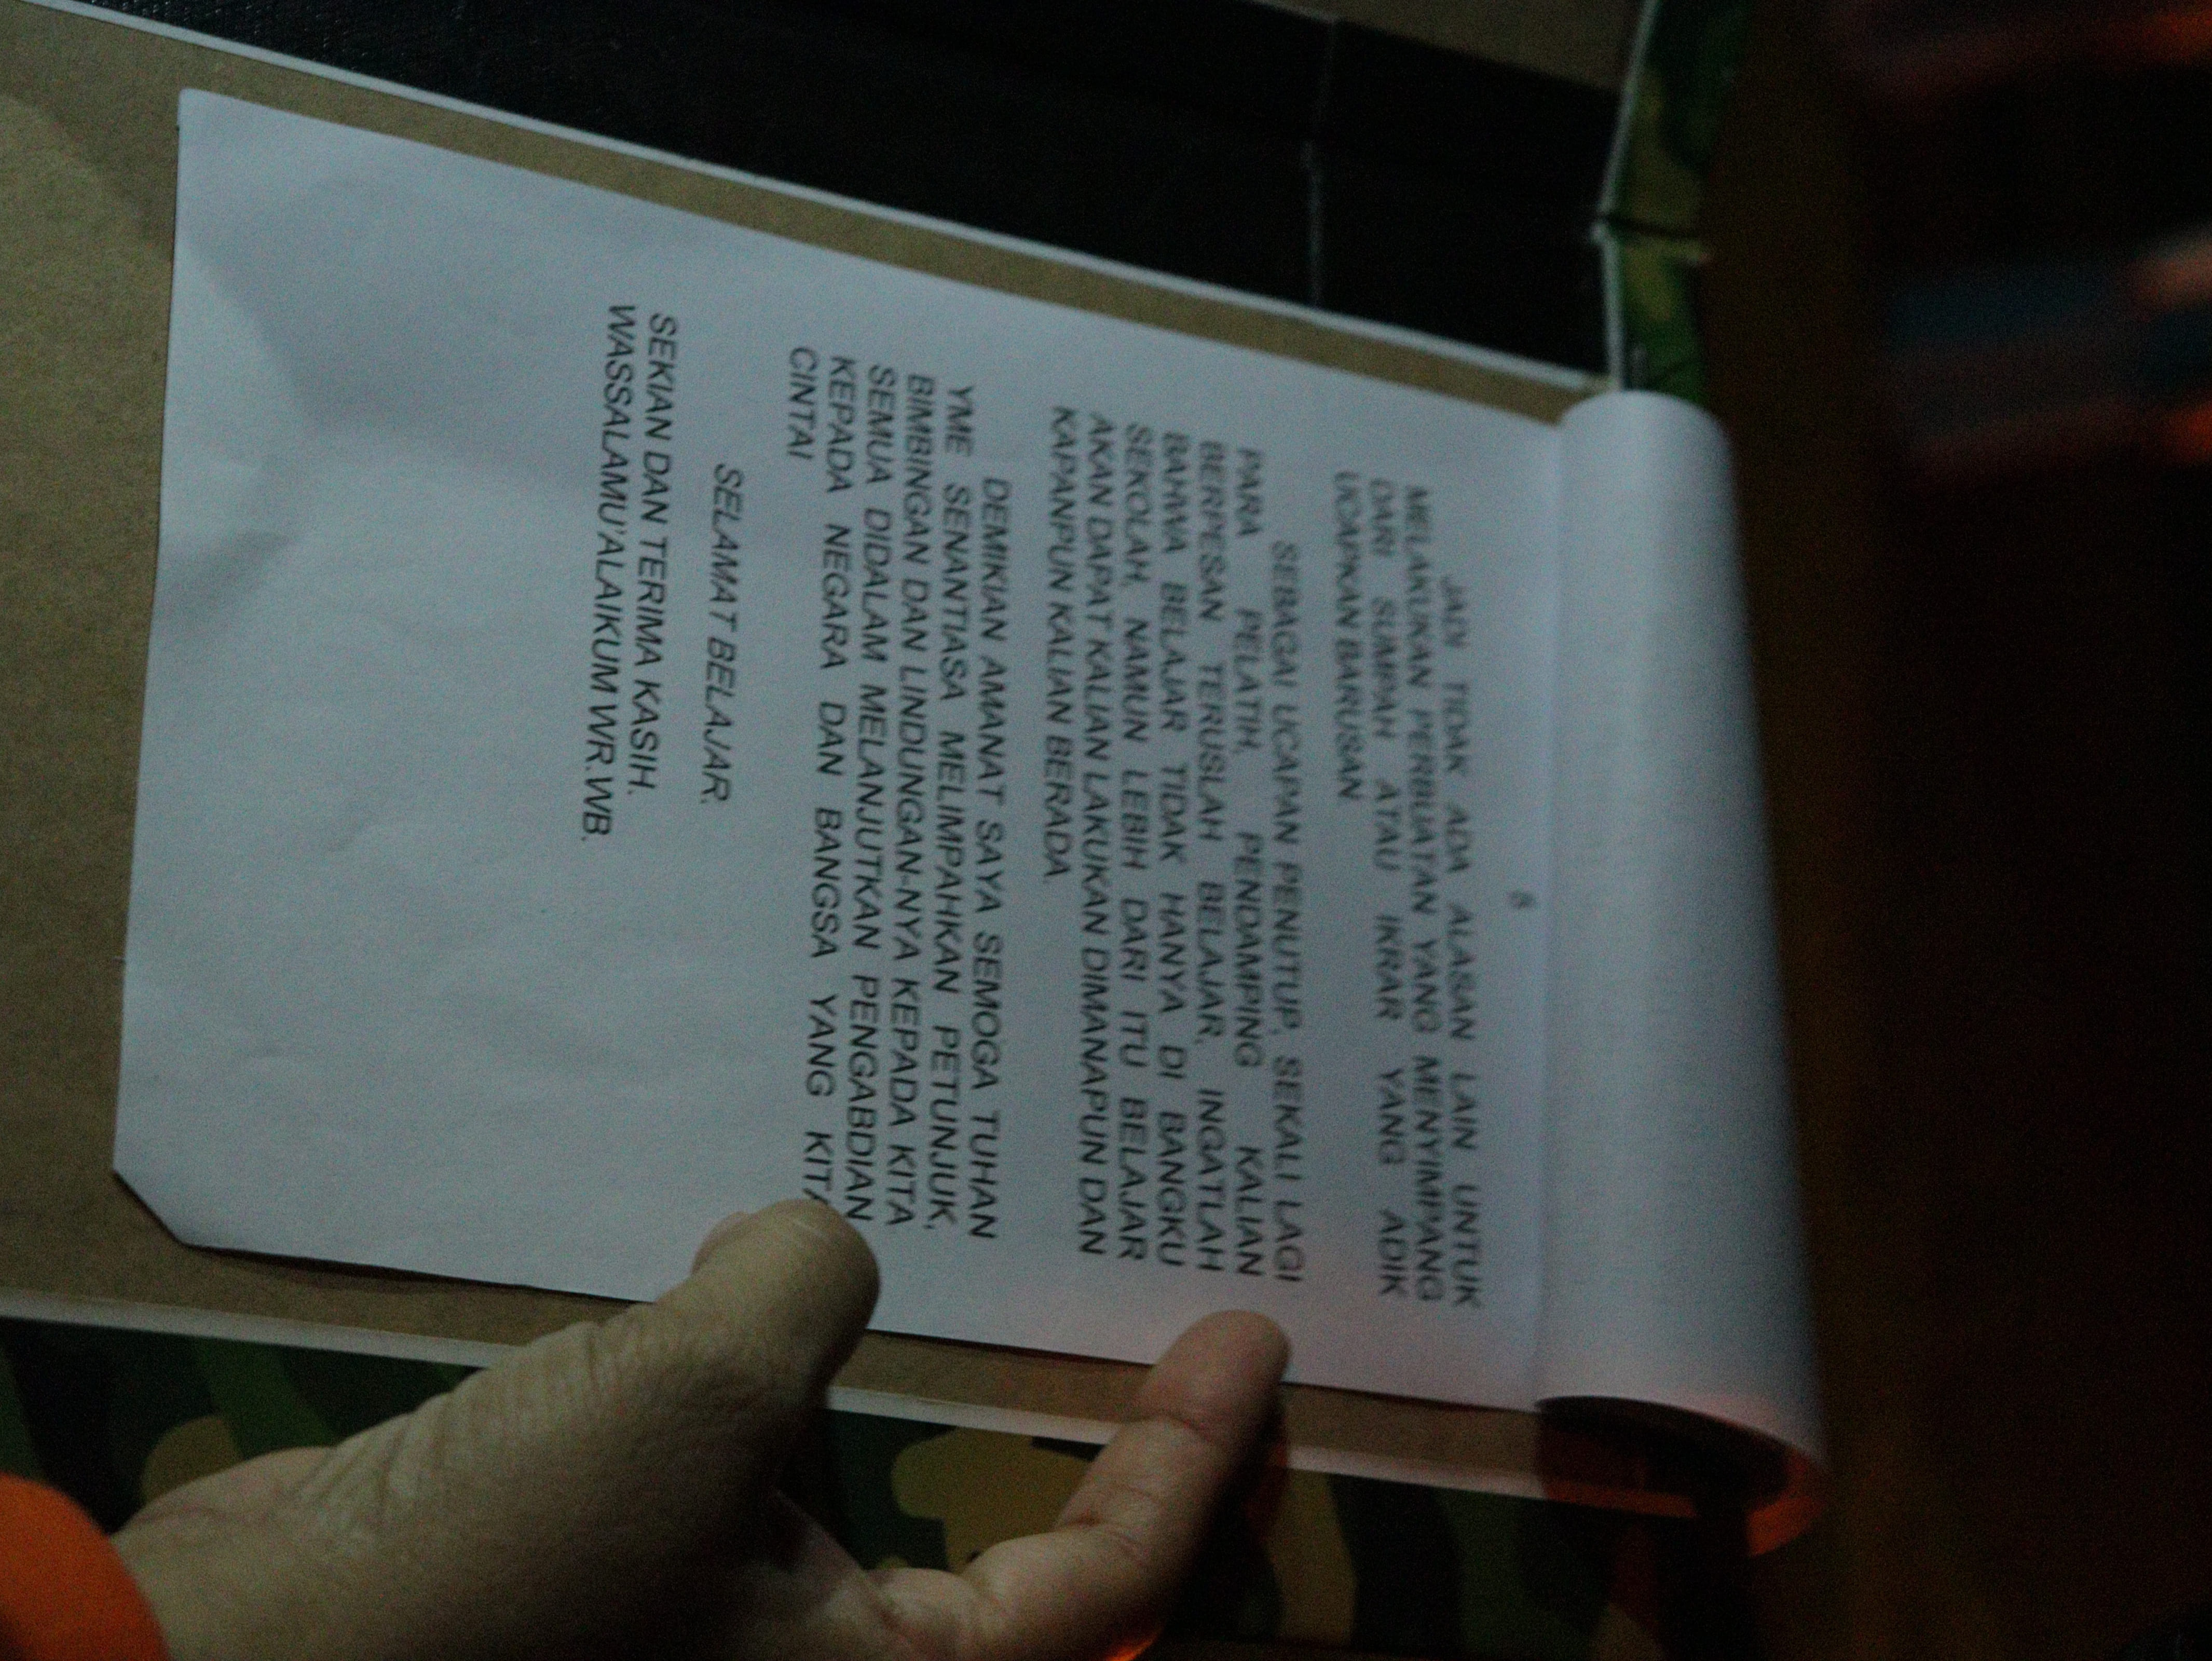 6
JADI TIDAK ADA ALASAN LAIN UNTUK
MELAKUKAN PERBUATAN YANG MENYIMPANG
DARI SUMPAH ATAU IKRAR YANG ADIK
UCAPKAN BARUSAN
SEBAGAI UCAPAN PENUTUP, SEKALI LAGI
PARA PELATIH, PENDAMPING KALIAN
BERPESAN TERUSLAH BELAJAR, INGATLAH
BAHWA BELAJAR TIDAK HANYA DI BANGKU
SEKOLAH, NAMUN LEBIH DARI ITU BELAJAR
AKAN DAPAT KALIAN LAKUKAN DIMANAPUN DAN
KAPANPUN KALIAN BERADA.
DEMIKIAN AMANAT SAYA SEMOGA TUHAN
YME SENANTIASA MELIMPAHKAN PETUNJUK,
BIMBINGAN DAN LINDUNGAN-NYA KEPADA KITA
SEMUA DIDALAM MELANJUTKAN PENGABDIAN
KEPADA NEGARA DAN BANGSA YANG KITA
CINTAI
SELAMAT BELAJAR.
SEKIAN DAN TERIMA KASIH.
WASSALAMU'ALAIKUM WR.WB.